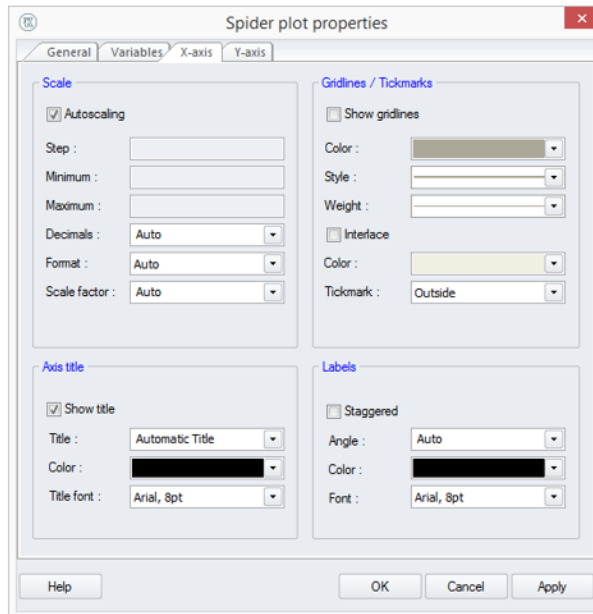 Spider plot properties
General Variables X-axis Y-axis
Scale
Autoscaling
Step :
Minimum :
Maximum :
Decimals : Auto
Format : Auto
Scale factor : Auto
Gridlines / Tickmarks
Show gridlines
Color :
Style :
Weight :
Interlace
Color :
Tickmark : Outside
Axis title
Show title
Title : Automatic Title
Color :
Title font : Arial, 8pt
Labels
Staggered
Angle : Auto
Color :
Font : Arial, 8pt
Help OK Cancel Apply